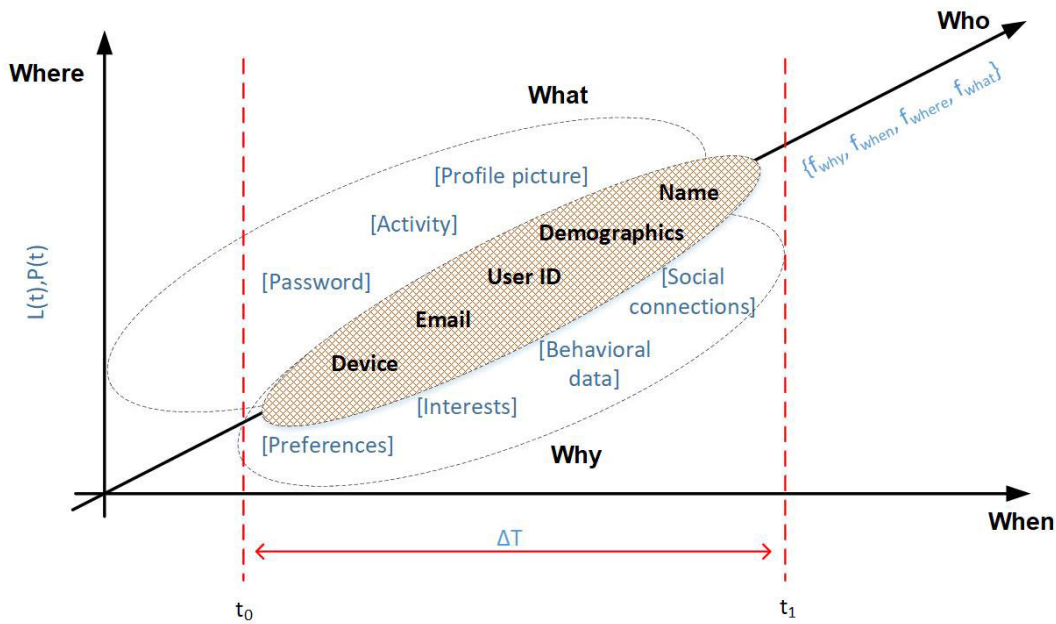 Who
Where
{f_why, f_when, f_where, f_what}
What
[Profile picture]
Name
[Activity]
Demographics
L(t),P(t)
[Password]
User ID
[Social
connections]
Email
[Behavioral
data]
Device
[Interests]
[Preferences]
Why
When
ΔT
t₀
t₁